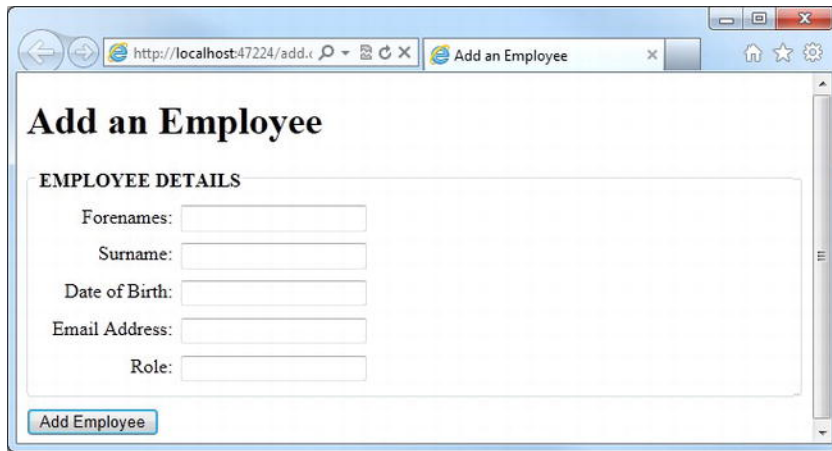 http://localhost:47224/add.c
Add an Employee
Add an Employee
EMPLOYEE DETAILS
Forenames:
Surname:
Date of Birth:
Email Address:
Role:
Add Employee